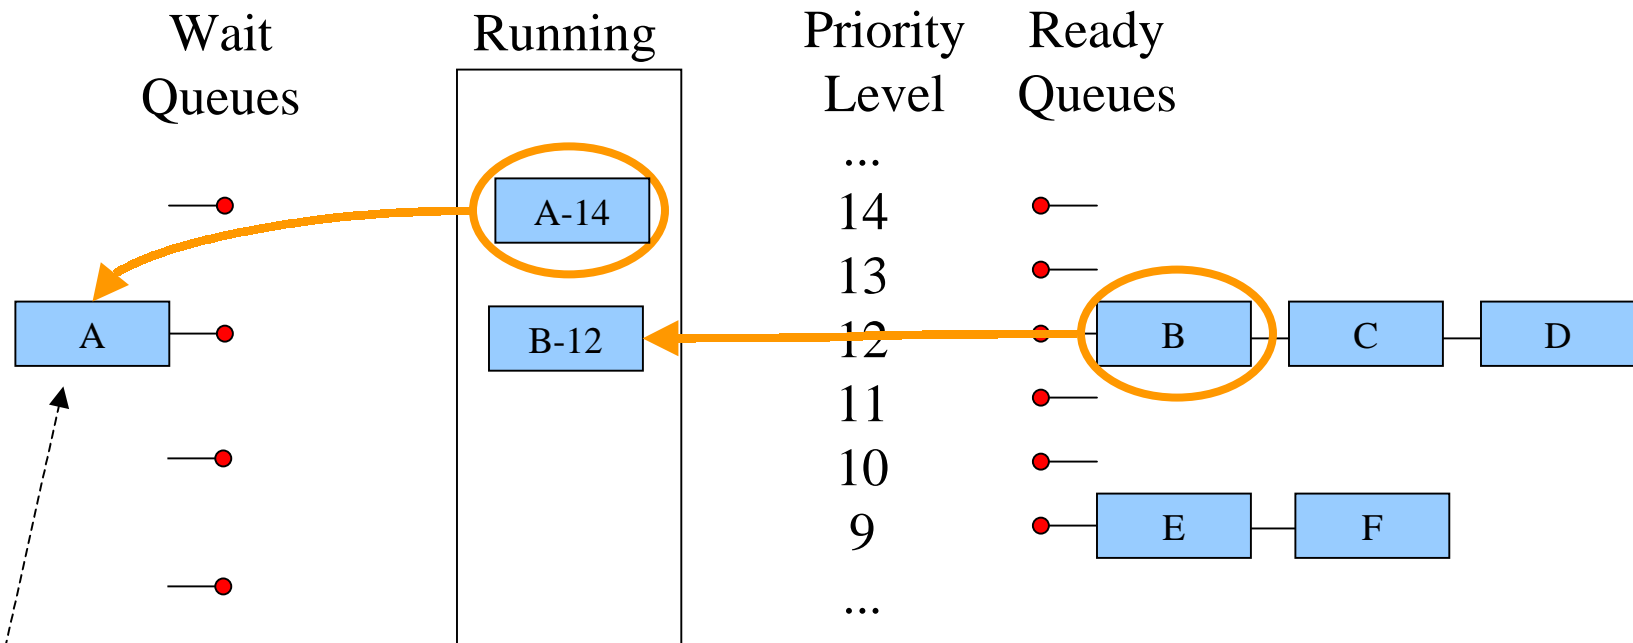 Wait
Queues
Running
Priority
Level
Ready
Queues
...
14
13
12
11
10
9
...
A-14
B-12
A
B
C
D
E
F